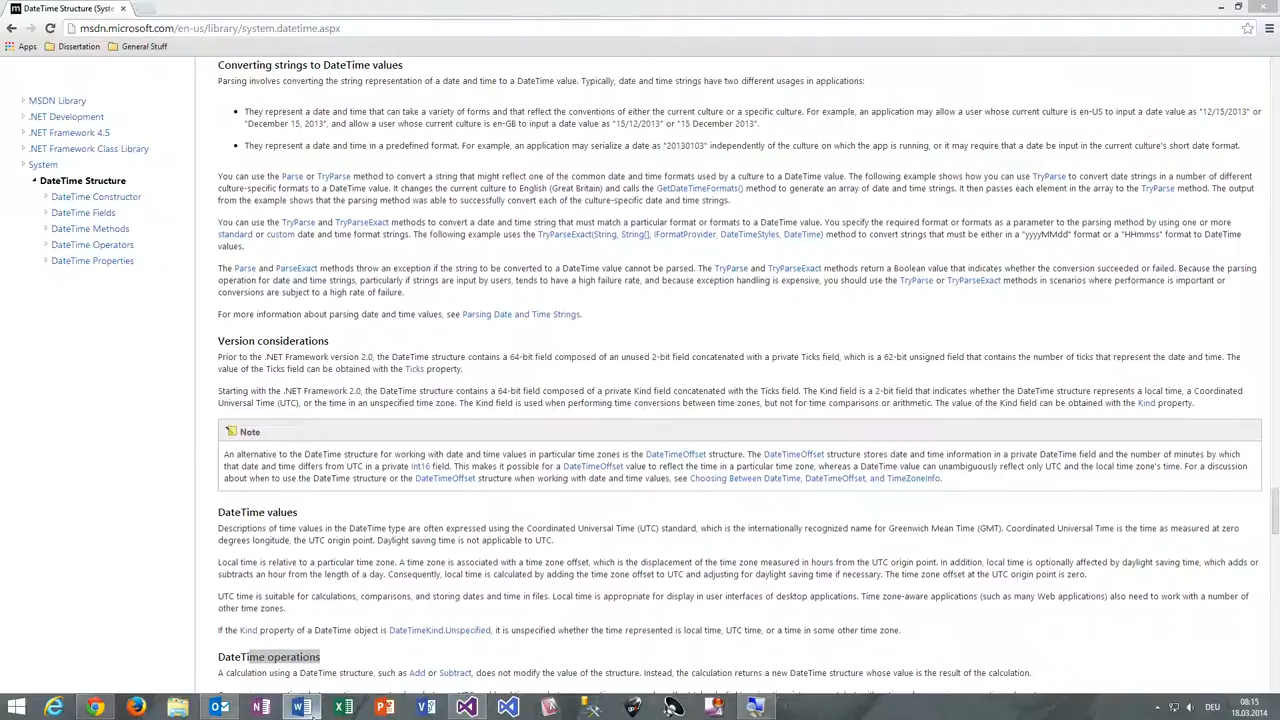 DateTime Structure (Syste
msdn.microsoft.com/en-us/library/system.datetime.aspx
Apps Dissertation General Stuff
MSDN Library
.NET Development
.NET Framework 4.5
.NET Framework Class Library
System
DateTime Structure
DateTime Constructor
DateTime Fields
DateTime Methods
DateTime Operators
DateTime Properties
Converting strings to DateTime values
Parsing involves converting the string representation of a date and time to a DateTime value. Typically, date and time strings have two different usages in applications:
They represent a date and time that can take a variety of forms and that reflect the conventions of either the current culture or a specific culture. For example, an application may allow a user whose current culture is en-US to input a date value as "12/15/2013" or
"December 15, 2013", and allow a user whose current culture is en-GB to input a date value as "15/12/2013" or "15 December 2013".
They represent a date and time in a predefined format. For example, an application may serialize a date as "20130103" independently of the culture on which the app is running, or it may require that a date be input in the current culture's short date format.
You can use the Parse or TryParse method to convert a string that might reflect one of the common date and time formats used by a culture to a DateTime value. The following example shows how you can use TryParse to convert date strings in a number of different
culture-specific formats to a DateTime value. It changes the current culture to English (Great Britain) and calls the GetDateTimeFormats() method to generate an array of date and time strings. It then passes each element in the array to the TryParse method. The output
from the example shows that the parsing method was able to successfully convert each of the culture-specific date and time strings.
You can use the TryParse and TryParseExact methods to convert a date and time string that must match a particular format or formats to a DateTime value. You specify the required format or formats as a parameter to the parsing method by using one or more
standard or custom date and time format strings. The following example uses the TryParseExact(String, String[], IFormatProvider, DateTimeStyles, DateTime) method to convert strings that must be either in a "yyyyMMdd" format or a "HHmmss" format to DateTime
values.
The Parse and ParseExact methods throw an exception if the string to be converted to a DateTime value cannot be parsed. The TryParse and TryParseExact methods return a Boolean value that indicates whether the conversion succeeded or failed. Because the parsing
operation for date and time strings, particularly if strings are input by users, tends to have a high failure rate, and because exception handling is expensive, you should use the TryParse or TryParseExact methods in scenarios where performance is important or
conversions are subject to a high rate of failure.
For more information about parsing date and time values, see Parsing Date and Time Strings.
Version considerations
Prior to the .NET Framework version 2.0, the DateTime structure contains a 64-bit field composed of an unused 2-bit field concatenated with a private Ticks field, which is a 62-bit unsigned field that contains the number of ticks that represent the date and time. The
value of the Ticks field can be obtained with the Ticks property.
Starting with the .NET Framework 2.0, the DateTime structure contains a 64-bit field composed of a private Kind field concatenated with the Ticks field. The Kind field is a 2-bit field that indicates whether the DateTime structure represents a local time, a Coordinated
Universal Time (UTC), or the time in an unspecified time zone. The Kind field is used when performing time conversions between time zones, but not for time comparisons or arithmetic. The value of the Kind field can be obtained with the Kind property.
Note
An alternative to the DateTime structure for working with date and time values in particular time zones is the DateTimeOffset structure. The DateTimeOffset structure stores date and time information in a private DateTime field and the number of minutes by which
that date and time differs from UTC in a private Int16 field. This makes it possible for a DateTimeOffset value to reflect the time in a particular time zone, whereas a DateTime value can unambiguously reflect only UTC and the local time zone's time. For a discussion
about when to use the DateTime structure or the DateTimeOffset structure when working with date and time values, see Choosing Between DateTime, DateTimeOffset, and TimeZoneInfo.
DateTime values
Descriptions of time values in the DateTime type are often expressed using the Coordinated Universal Time (UTC) standard, which is the internationally recognized name for Greenwich Mean Time (GMT). Coordinated Universal Time is the time as measured at zero
degrees longitude, the UTC origin point. Daylight saving time is not applicable to UTC.
Local time is relative to a particular time zone. A time zone is associated with a time zone offset, which is the displacement of the time zone measured in hours from the UTC origin point. In addition, local time is optionally affected by daylight saving time, which adds or
subtracts an hour from the length of a day. Consequently, local time is calculated by adding the time zone offset to UTC and adjusting for daylight saving time if necessary. The time zone offset at the UTC origin point is zero.
UTC time is suitable for calculations, comparisons, and storing dates and time in files. Local time is appropriate for display in user interfaces of desktop applications. Time zone-aware applications (such as many Web applications) also need to work with a number of
other time zones.
If the Kind property of a DateTime object is DateTimeKind.Unspecified, it is unspecified whether the time represented is local time, UTC time, or a time in some other time zone.
DateTime operations
A calculation using a DateTime structure, such as Add or Subtract, does not modify the value of the structure. Instead, the calculation returns a new DateTime structure whose value is the result of the calculation.
DEU
08:15
18.03.2014